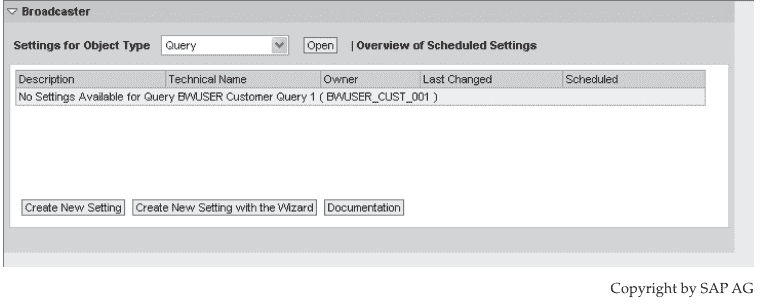 Broadcaster
Settings for Object Type Query Open | Overview of Scheduled Settings
Description Technical Name Owner Last Changed Scheduled
No Settings Available for Query BWUSER Customer Query 1 ( BWUSER_CUST_001 )
Create New Setting Create New Setting with the Wizard Documentation
Copyright by SAP AG